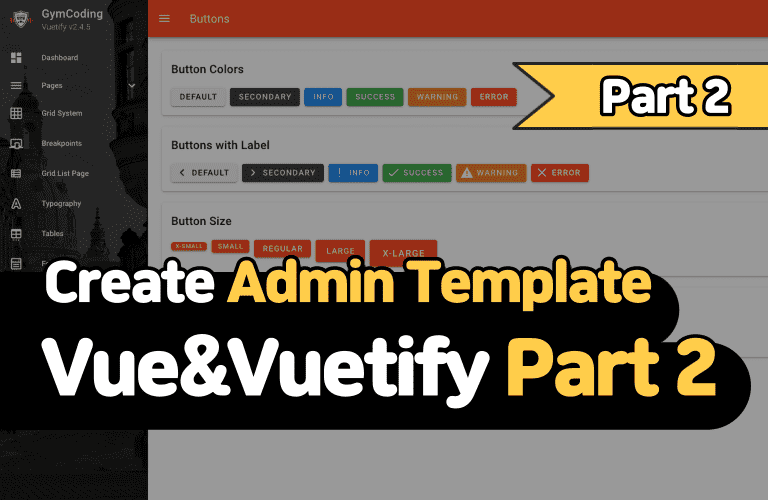 GymCoding
Vuetify v2.4.5
Buttons
Dashboard
Pages
Grid System
Breakpoints
Grid List Page
Typography
Tables
Button Colors
DEFAULT SECONDARY INFO SUCCESS WARNING ERROR
Part 2
Buttons with Label
DEFAULT SECONDARY INFO SUCCESS WARNING ERROR
Button Size
X-SMALL SMALL REGULAR LARGE X-LARGE
Create Admin Template
Vue&Vuetify Part 2